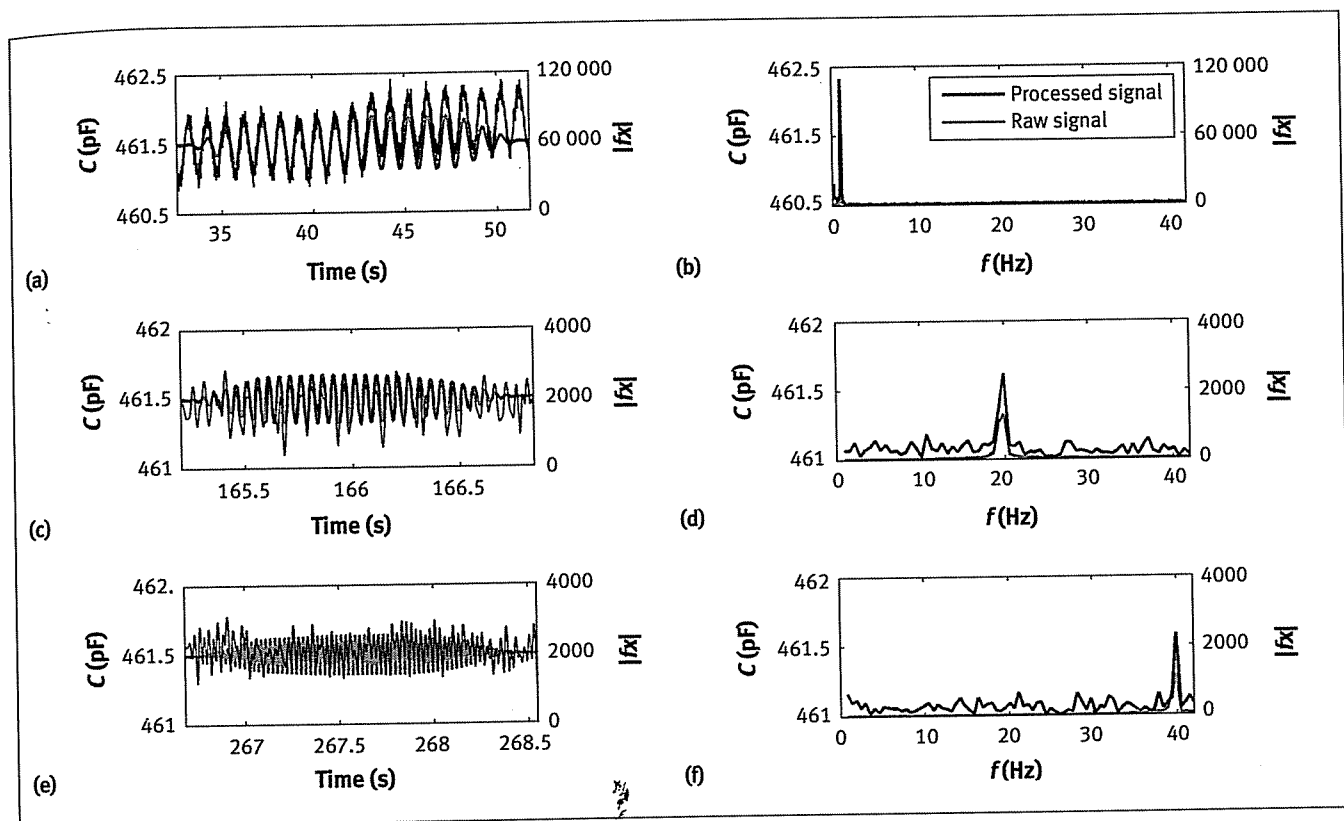 462.5
461.5
460.5
C (pF)
120 000
60 000
0
|fx|
35 40 45 50
Time (s)
(a)
462.5
461.5
460.5
C (pF)
Processed signal
Raw signal
120 000
60 000
0
|fx|
0 20 30 40
f (Hz)
(b)
462
461.5
461
C (pF)
4000
2000
0
|fx|
165.5 166 166.5
Time (s)
(c)
462
461.5
461
C (pF)
4000
2000
0
|fx|
0 10 20 30 40
f (Hz)
(d)
462.
461.5
461
C (pF)
4000
2000
0
|fx|
267 267.5 268 268.5
Time (s)
(e)
462
461.5
461
C (pF)
4000
2000
0
|fx|
0 10 20 30 40
f (Hz)
(f)